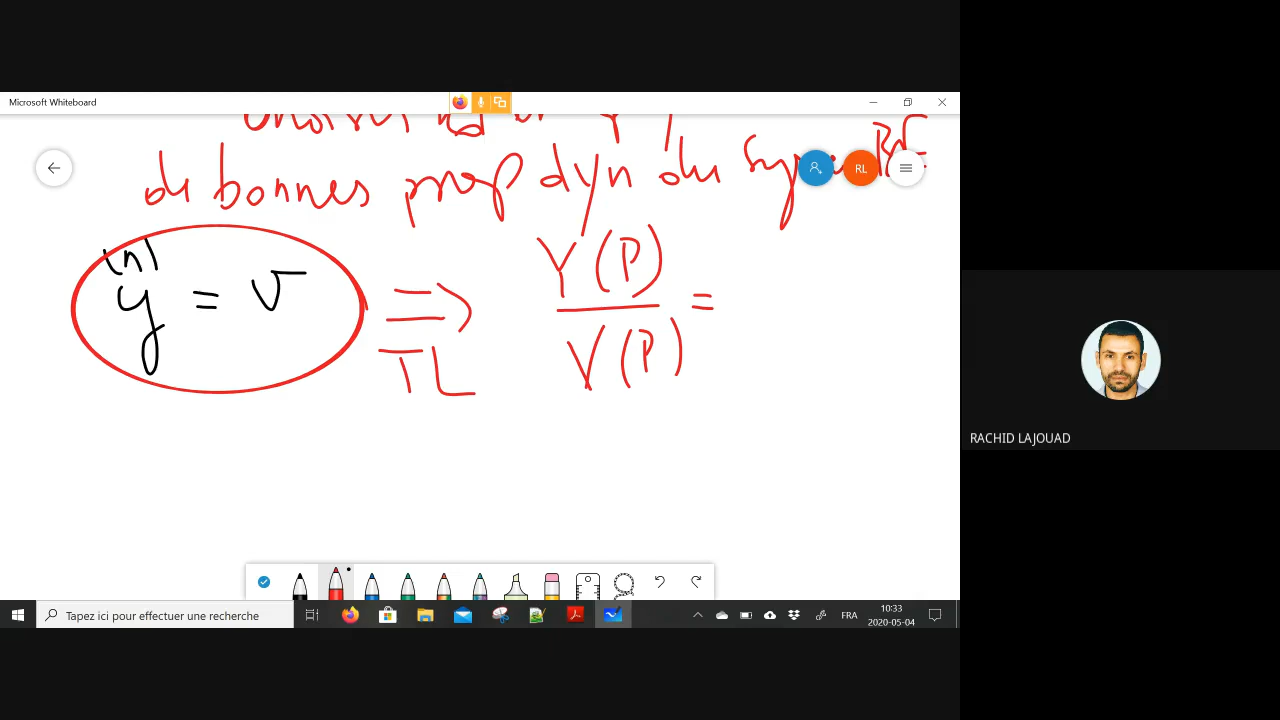 Microsoft Whiteboard
de bonnes prop dyn du
RL
y(n) = v ⇒ Y(P)/V(P) =
TL
RACHID LAJOUAD
Tapez ici pour effectuer une recherche
FRA
10:33
2020-05-04